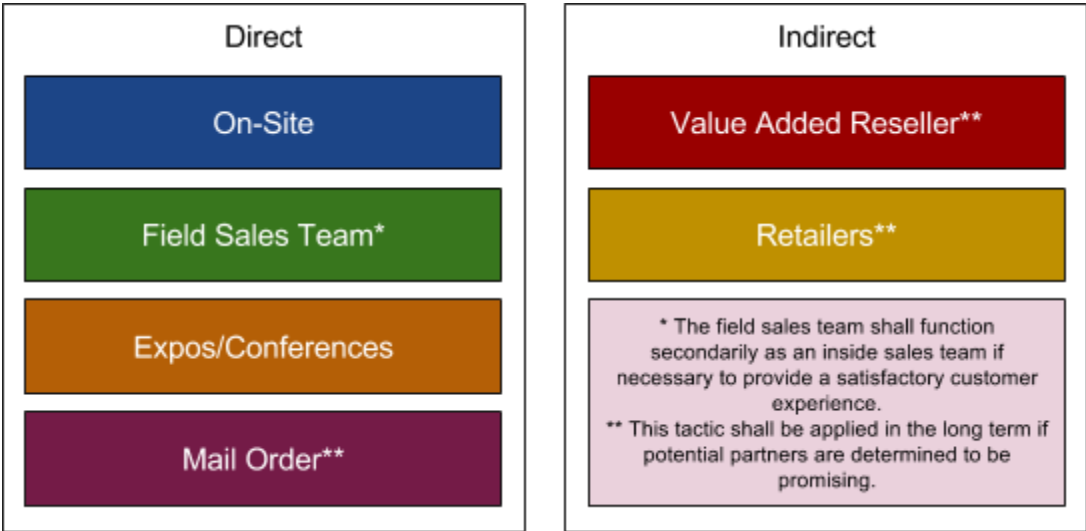 Direct
On-Site
Field Sales Team*
Expos/Conferences
Mail Order**
Indirect
Value Added Reseller**
Retailers**
* The field sales team shall function
secondarily as an inside sales team if
necessary to provide a satisfactory customer
experience.
** This tactic shall be applied in the long term if
potential partners are determined to be
promising.